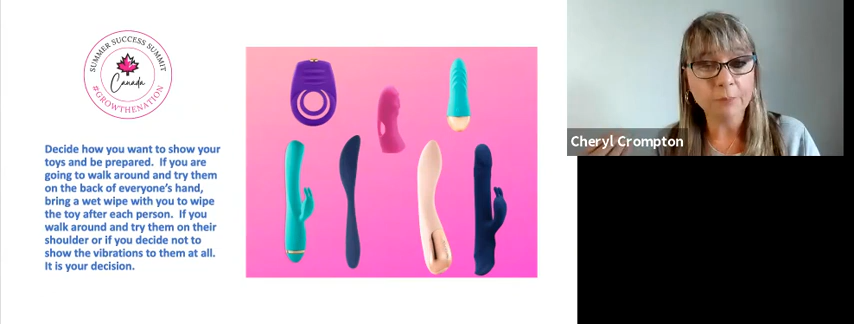 SUMMER SUCCESS SUMMIT
Canada
#GROWTHENATION
Decide how you want to show your
toys and be prepared.  If you are
going to walk around and try them
on the back of everyone's hand,
bring a wet wipe with you to wipe
the toy after each person.  If you
walk around and try them on their
shoulder or if you decide not to
show the vibrations to them at all.
It is your decision.
Cheryl Crompton